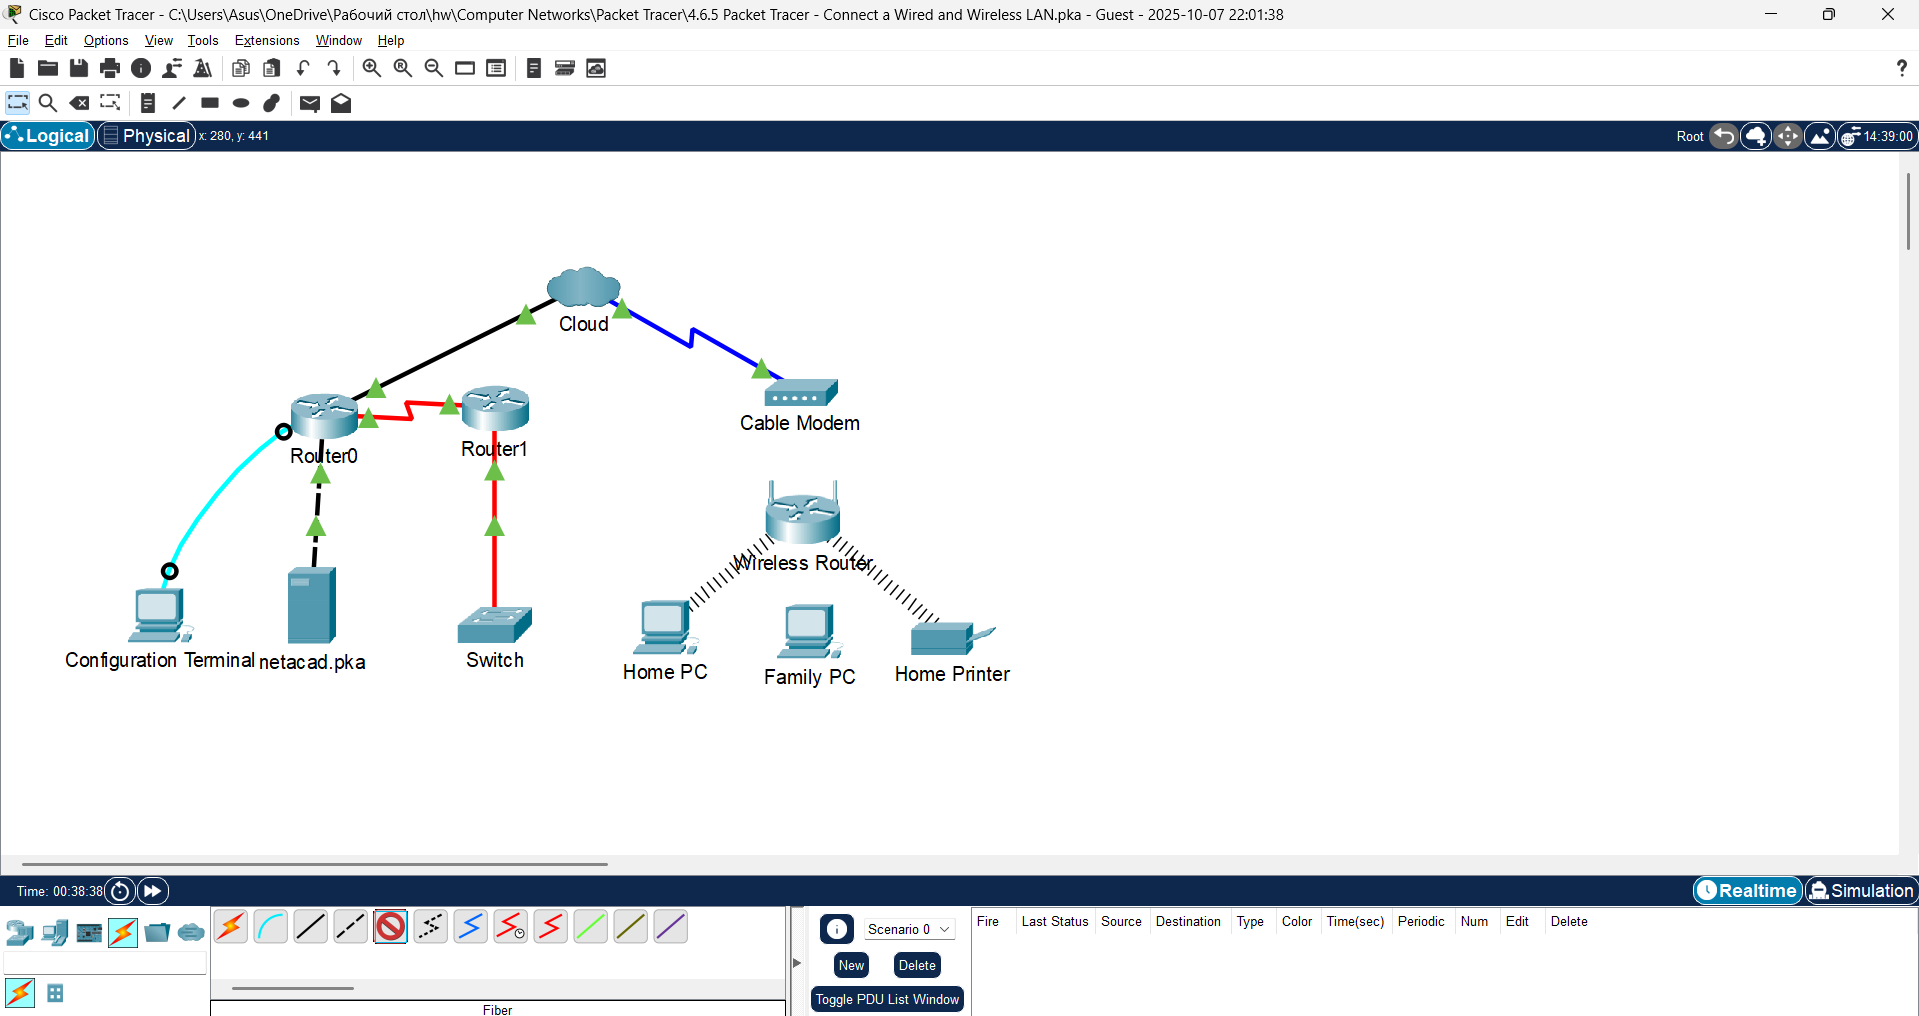 Cisco Packet Tracer - C:\Users\Asus\OneDrive\Рабочий стол\hw\Computer Networks\Packet Tracer\4.6.5 Packet Tracer - Connect a Wired and Wireless LAN.pka - Guest - 2025-10-07 22:01:38
File Edit Options View Tools Extensions Window Help
?
Logical Physical x: 280, y: 441 Root 14:39:00
Cloud
Cable Modem
Router0
Router1
Wireless Router
Configuration Terminal
netacad.pka
Switch
Home PC
Family PC
Home Printer
Time: 00:38:38 Realtime Simulation
Scenario 0
New Delete
Toggle PDU List Window
Fire Last Status Source Destination Type Color Time(sec) Periodic Num Edit Delete
Fiber